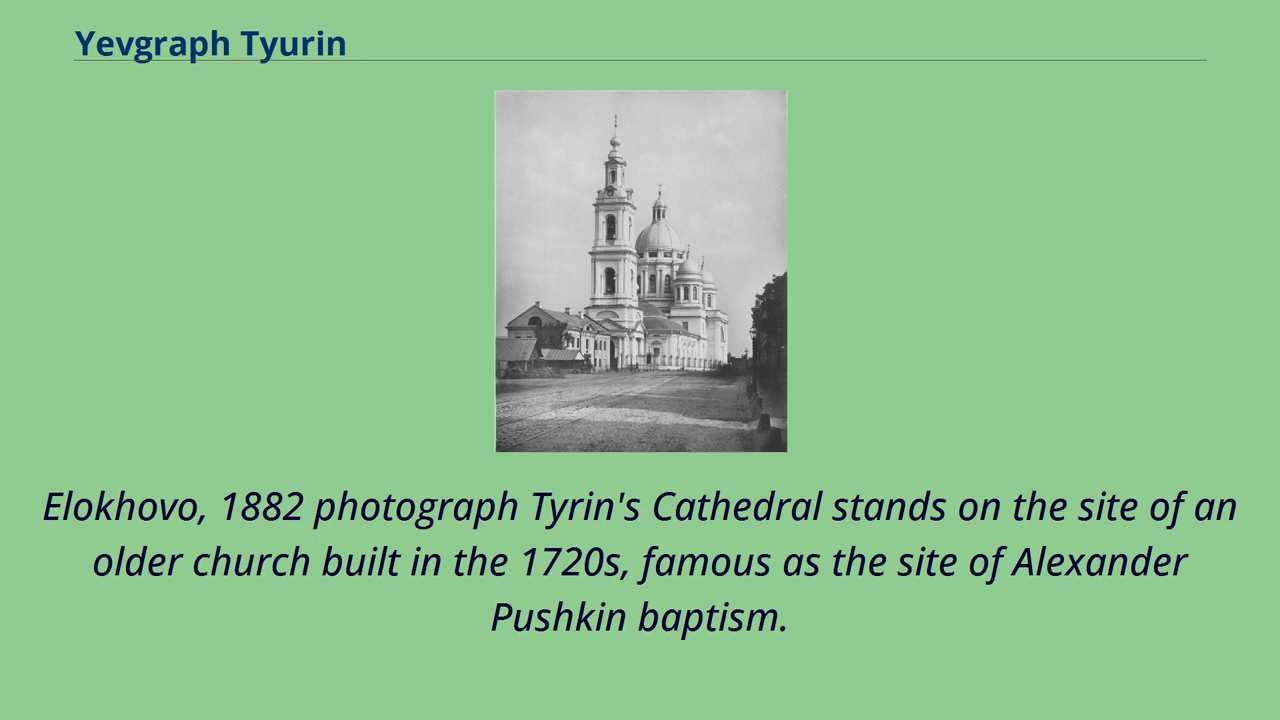 Yevgraph Tyurin
Elokhovo, 1882 photograph Tyrin's Cathedral stands on the site of an
older church built in the 1720s, famous as the site of Alexander
Pushkin baptism.